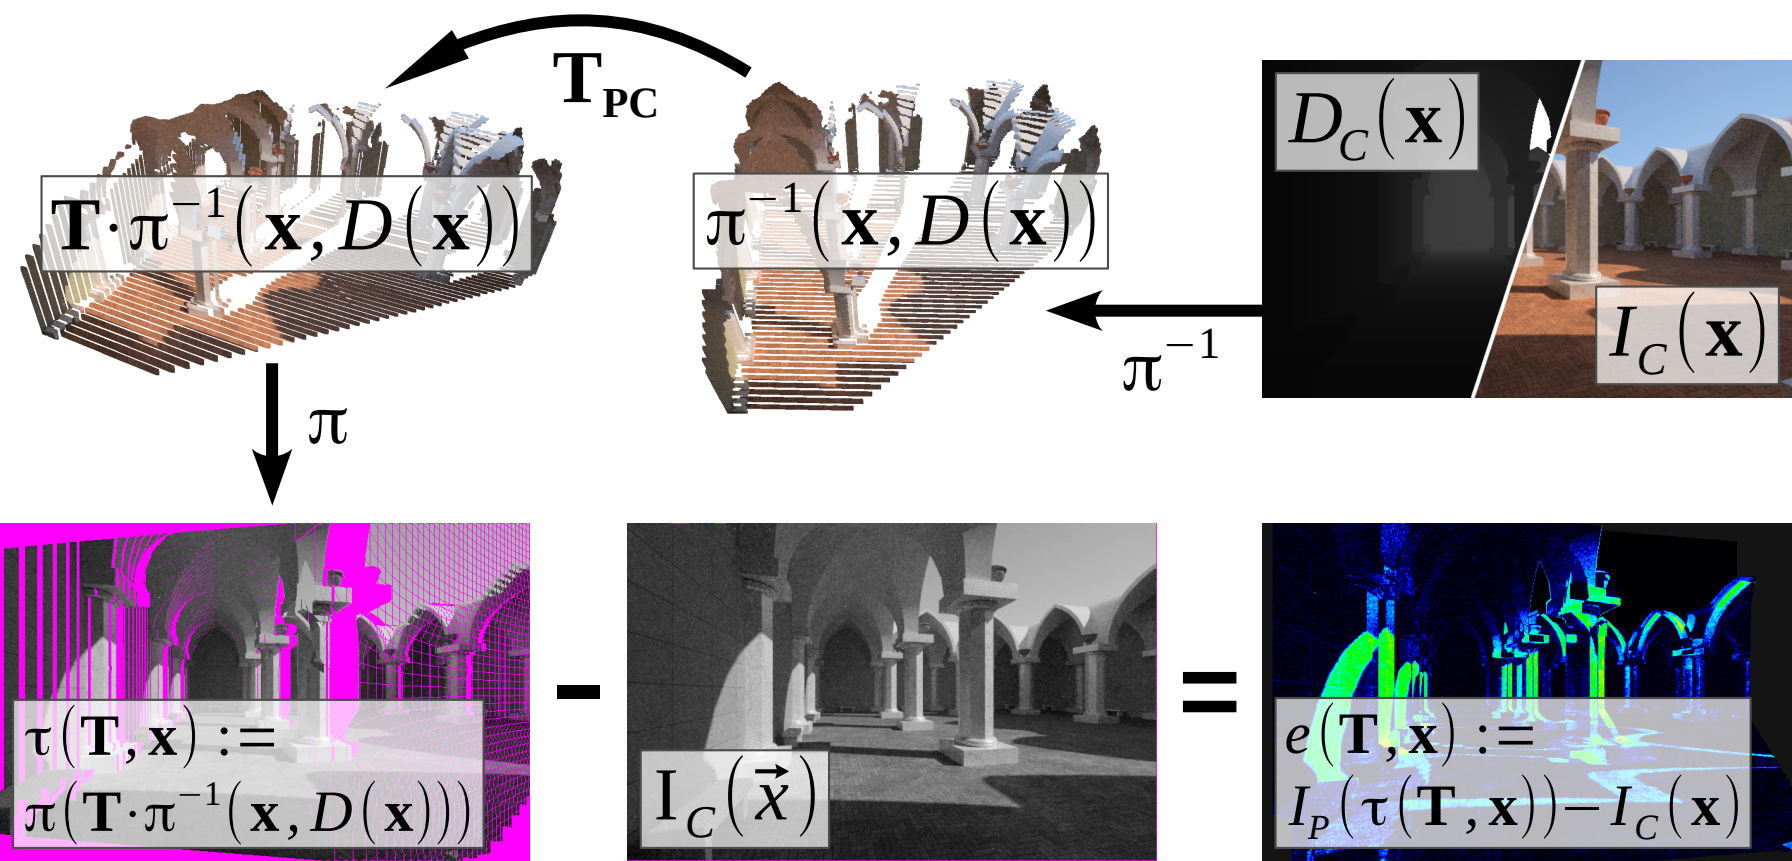 T_PC
D_C(x)
T·π⁻¹(x, D(x))
π⁻¹(x, D(x))
π⁻¹
I_C(x)
π
τ(T, x) :=
π(T·π⁻¹(x, D(x)))
−
I_C(x⃗)
=
e(T, x) :=
I_P(τ(T, x))−I_C(x)